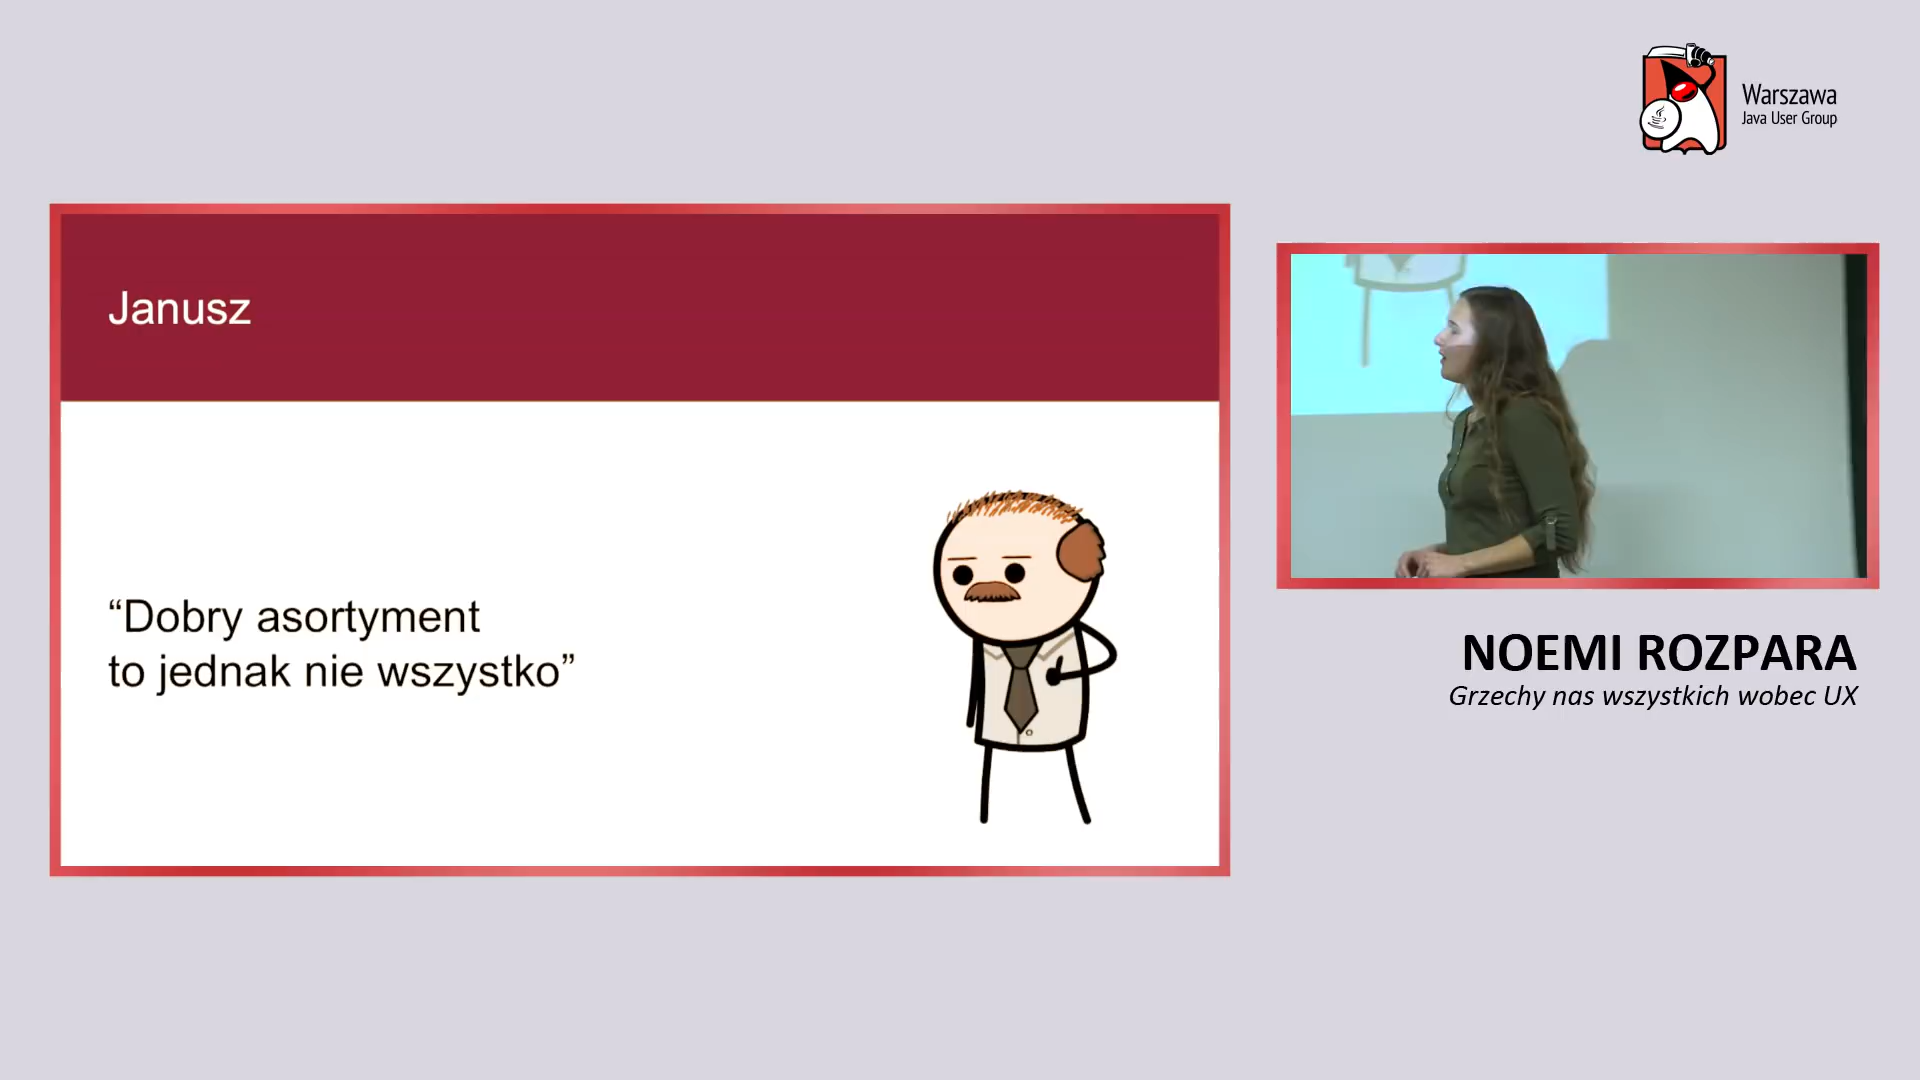 Warszawa
Java User Group
Janusz
“Dobry asortyment
to jednak nie wszystko”
NOEMI ROZPARA
Grzechy nas wszystkich wobec UX